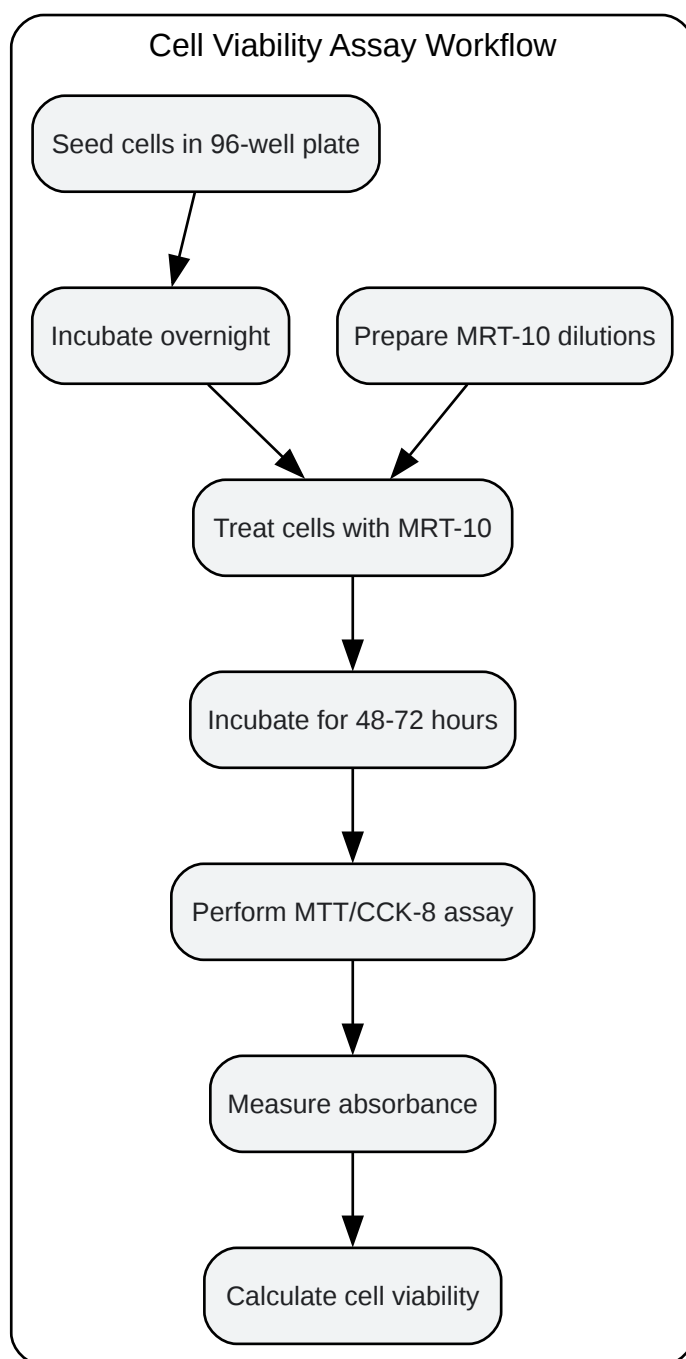 Cell Viability Assay Workflow
Seed cells in 96-well plate
Incubate overnight
Prepare MRT-10 dilutions
Treat cells with MRT-10
Incubate for 48-72 hours
Perform MTT/CCK-8 assay
Measure absorbance
Calculate cell viability